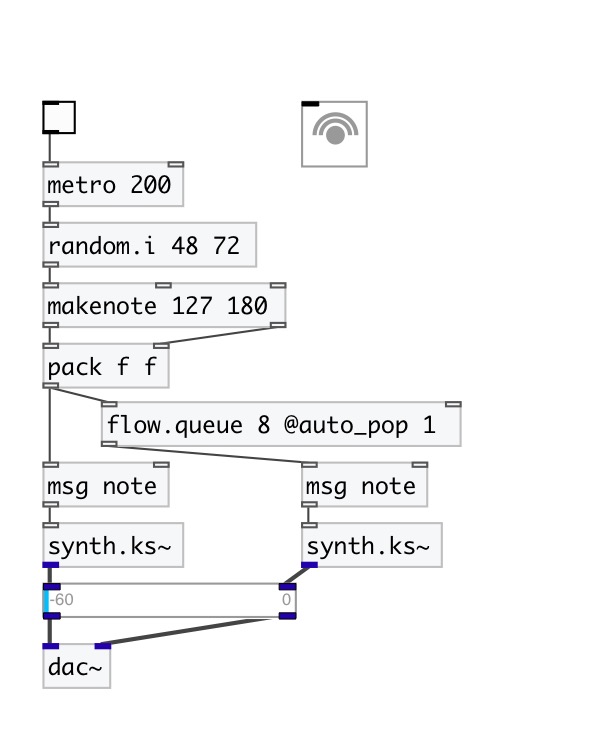 metro 200
random.i 48 72
makenote 127 180
pack f f
flow.queue 8 @auto_pop 1
msg note
msg note
synth.ks~
synth.ks~
-60
0
dac~